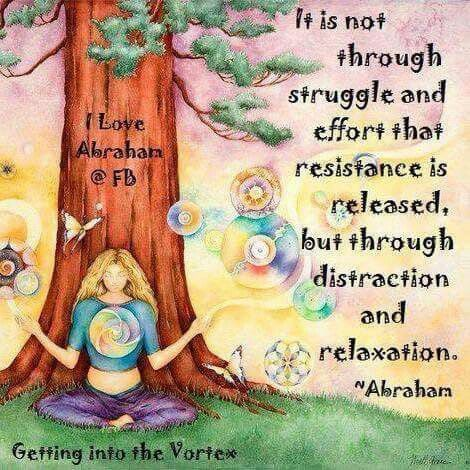 It is not
through
struggle and
effort that
resistance is
released,
but through
distraction
and
relaxation.
~Abraham
I Love
Abraham
@ FB
Getting into the Vortex